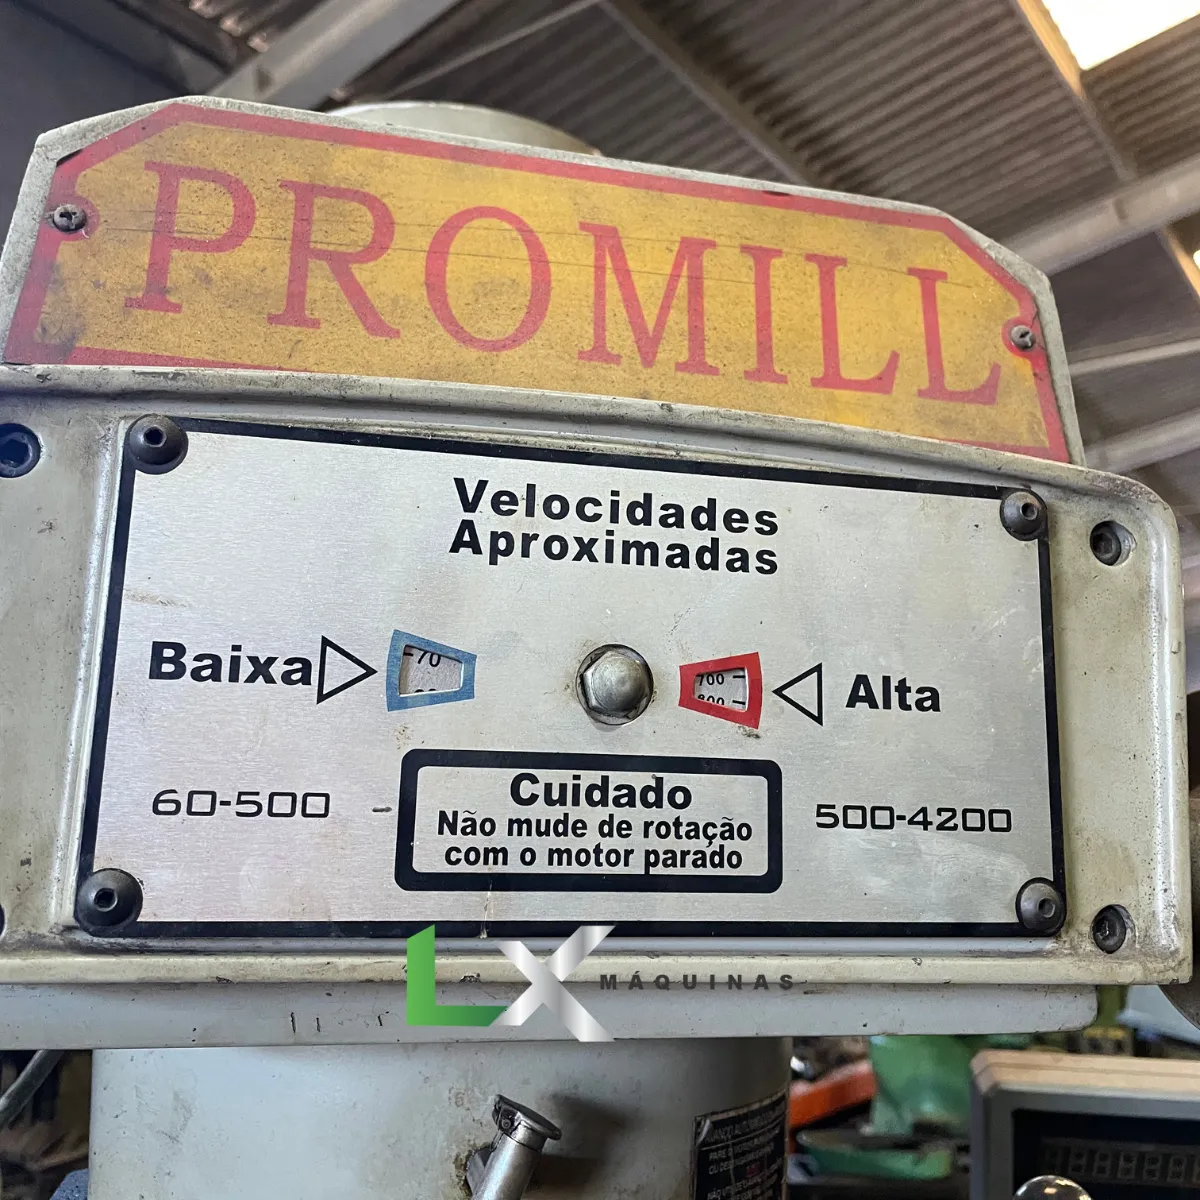 PROMILL
Velocidades
Aproximadas
Baixa
70
700
Alta
60-500
500-4200
Cuidado
Não mude de rotação
com o motor parado
LX MÁQUINAS